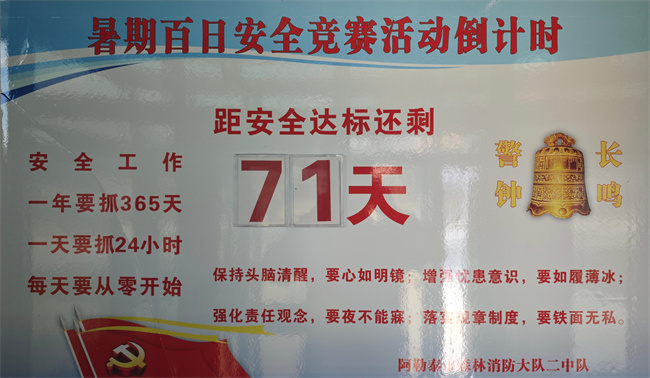 暑期百日安全竞赛活动倒计时
距安全达标还剩
71天
安全工作
一年要抓365天
一天要抓24小时
每天要从零开始
警钟
长鸣
保持头脑清醒，要心如明镜；增强忧患意识，要如履薄冰；
强化责任观念，要夜不能寐；落实规章制度，要铁面无私。
阿勒泰市森林消防大队二中队